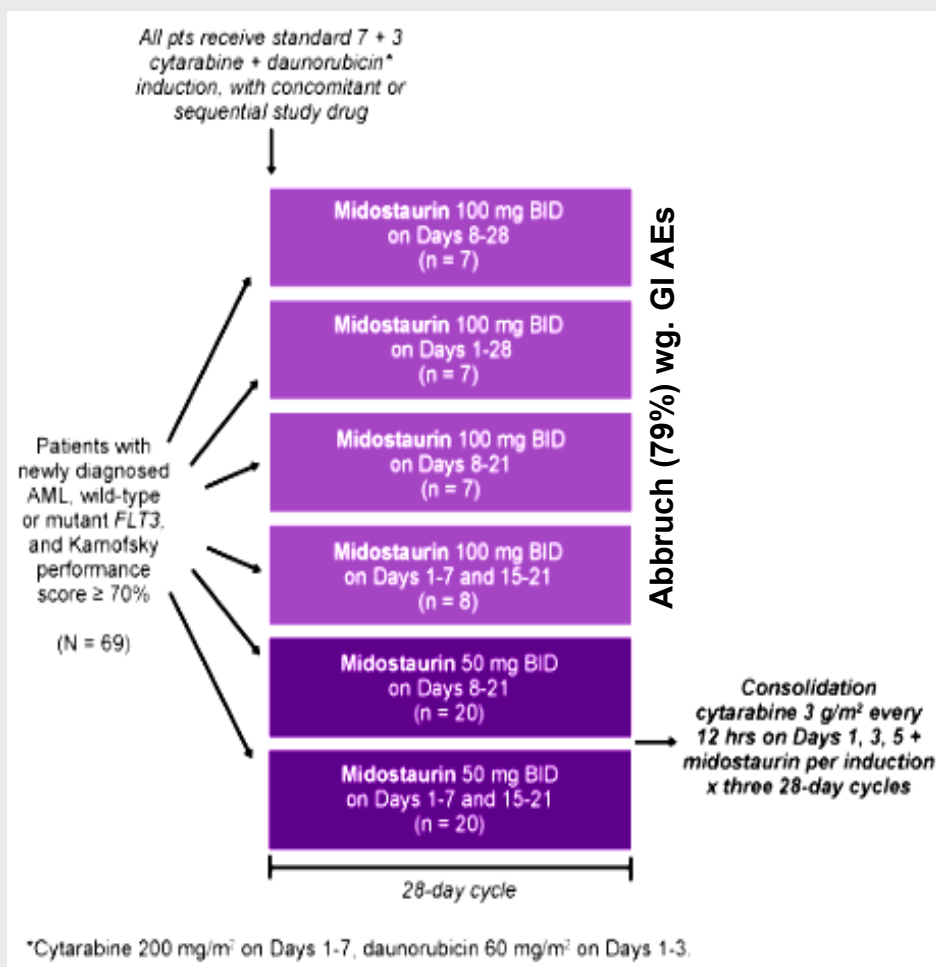 All pts receive standard 7 + 3
cytarabine + daunorubicin*
induction, with concomitant or
sequential study drug
Midostaurin 100 mg BID
on Days 8-28
(n = 7)
Midostaurin 100 mg BID
on Days 1-28
(n = 7)
Midostaurin 100 mg BID
on Days 8-21
(n = 7)
Midostaurin 100 mg BID
on Days 1-7 and 15-21
(n = 8)
Midostaurin 50 mg BID
on Days 8-21
(n = 20)
Midostaurin 50 mg BID
on Days 1-7 and 15-21
(n = 20)
Abbruch (79%) wg. GI AEs
Patients with
newly diagnosed
AML, wild-type
or mutant FLT3,
and Karnofsky
performance
score ≥ 70%
(N = 69)
Consolidation
cytarabine 3 g/m² every
12 hrs on Days 1, 3, 5 +
midostaurin per induction
x three 28-day cycles
28-day cycle
*Cytarabine 200 mg/m² on Days 1-7, daunorubicin 60 mg/m² on Days 1-3.